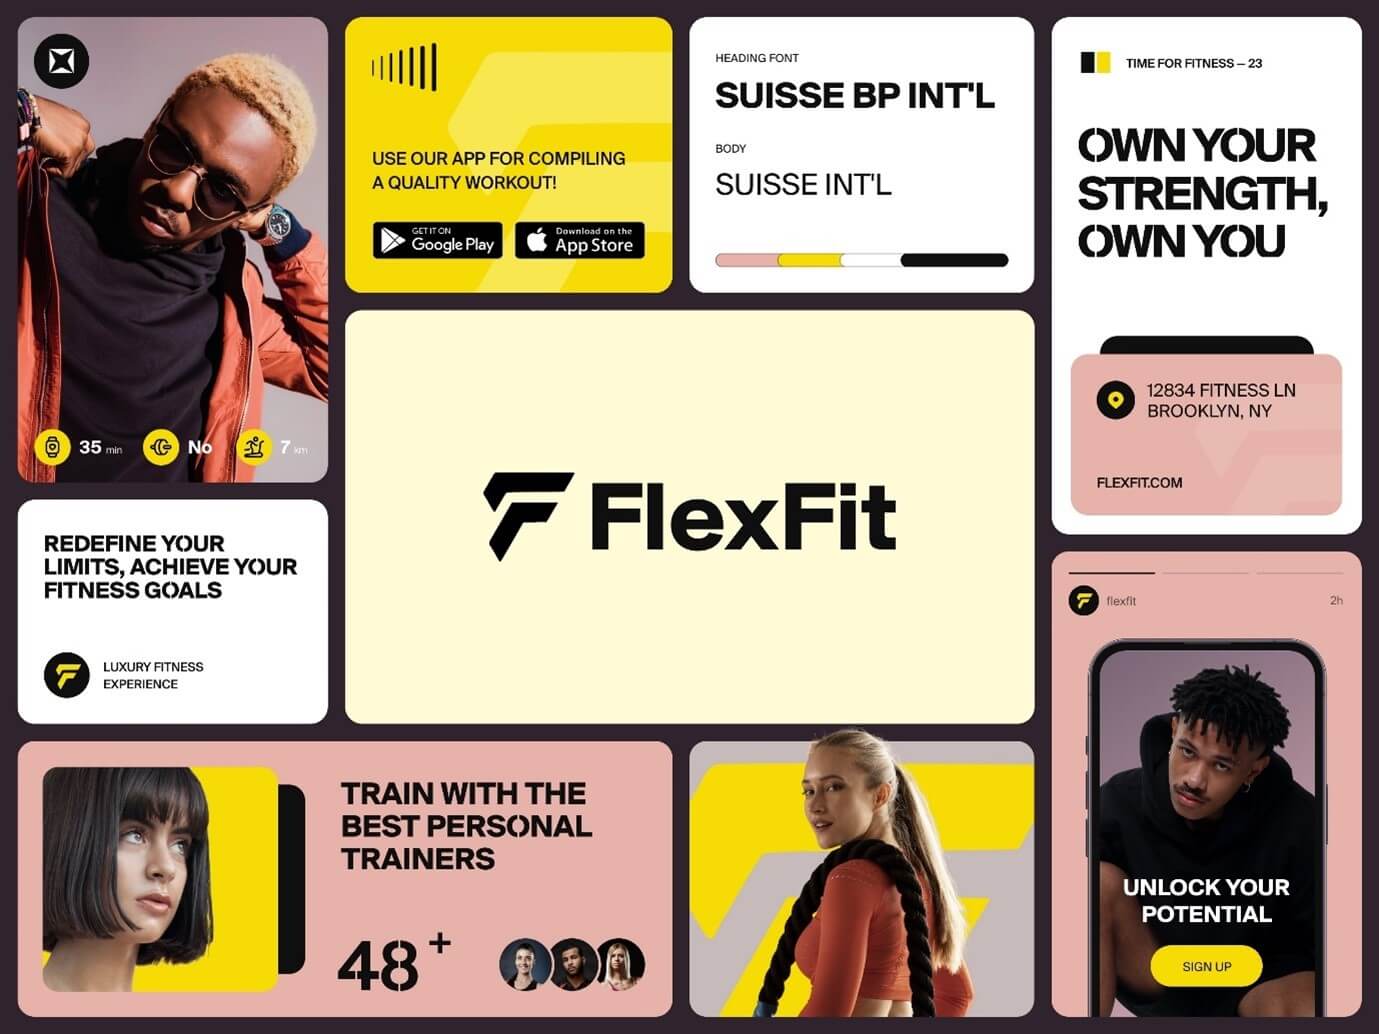 35 min
No
7 km
USE OUR APP FOR COMPILING
A QUALITY WORKOUT!
GET IT ON
Google Play
Download on the
App Store
HEADING FONT
SUISSE BP INT'L
BODY
SUISSE INT'L
TIME FOR FITNESS – 23
OWN YOUR
STRENGTH,
OWN YOU
12834 FITNESS LN
BROOKLYN, NY
FLEXFIT.COM
FlexFit
REDEFINE YOUR
LIMITS, ACHIEVE YOUR
FITNESS GOALS
LUXURY FITNESS
EXPERIENCE
TRAIN WITH THE
BEST PERSONAL
TRAINERS
48+
flexfit
2h
UNLOCK YOUR
POTENTIAL
SIGN UP